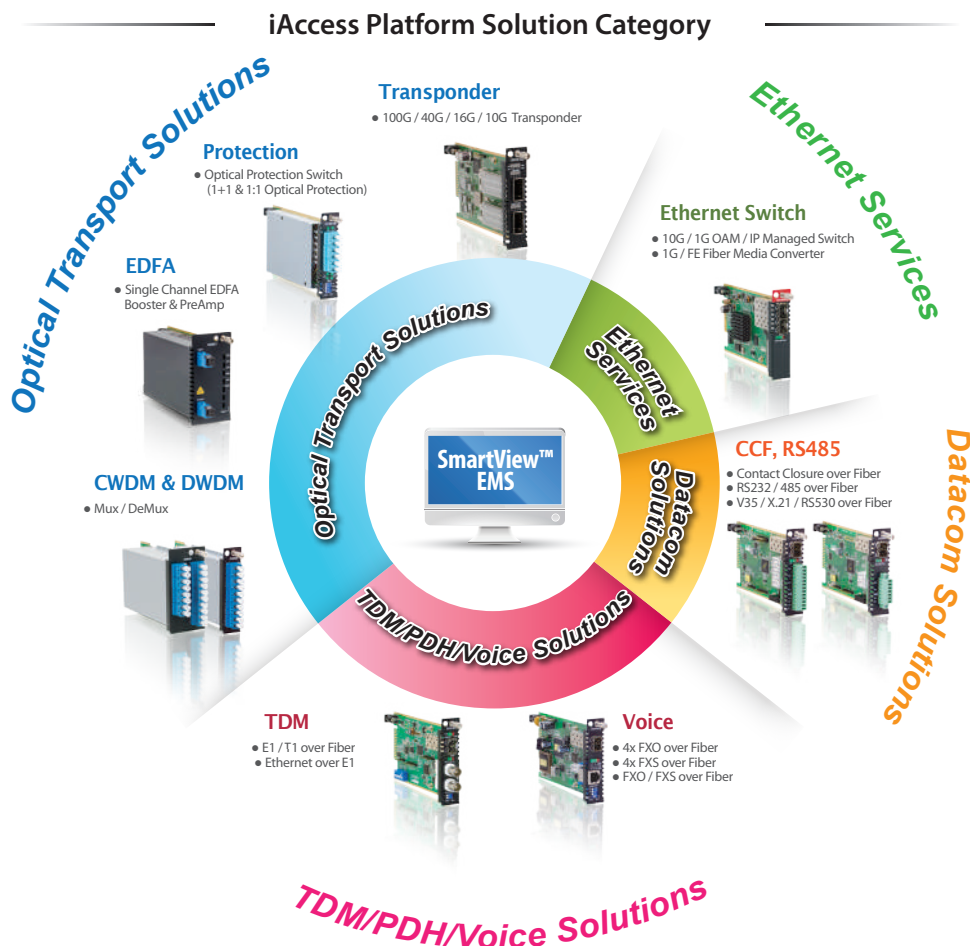 iAccess Platform Solution Category
Optical Transport Solutions
Transponder
● 100G / 40G / 16G / 10G Transponder
Protection
● Optical Protection Switch
(1+1 & 1:1 Optical Protection)
EDFA
● Single Channel EDFA
Booster & PreAmp
CWDM & DWDM
● Mux / DeMux
Ethernet Services
Ethernet Switch
● 10G / 1G OAM / IP Managed Switch
● 1G / FE Fiber Media Converter
Optical Transport Solutions
Ethernet
Services
Datacom
Solutions
TDM/PDH/Voice Solutions
SmartView™
EMS
CCF, RS485
● Contact Closure over Fiber
● RS232 / 485 over Fiber
● V35 / X.21 / RS530 over Fiber
Datacom Solutions
TDM
● E1 / T1 over Fiber
● Ethernet over E1
Voice
● 4x FXO over Fiber
● 4x FXS over Fiber
● FXO / FXS over Fiber
TDM/PDH/Voice Solutions